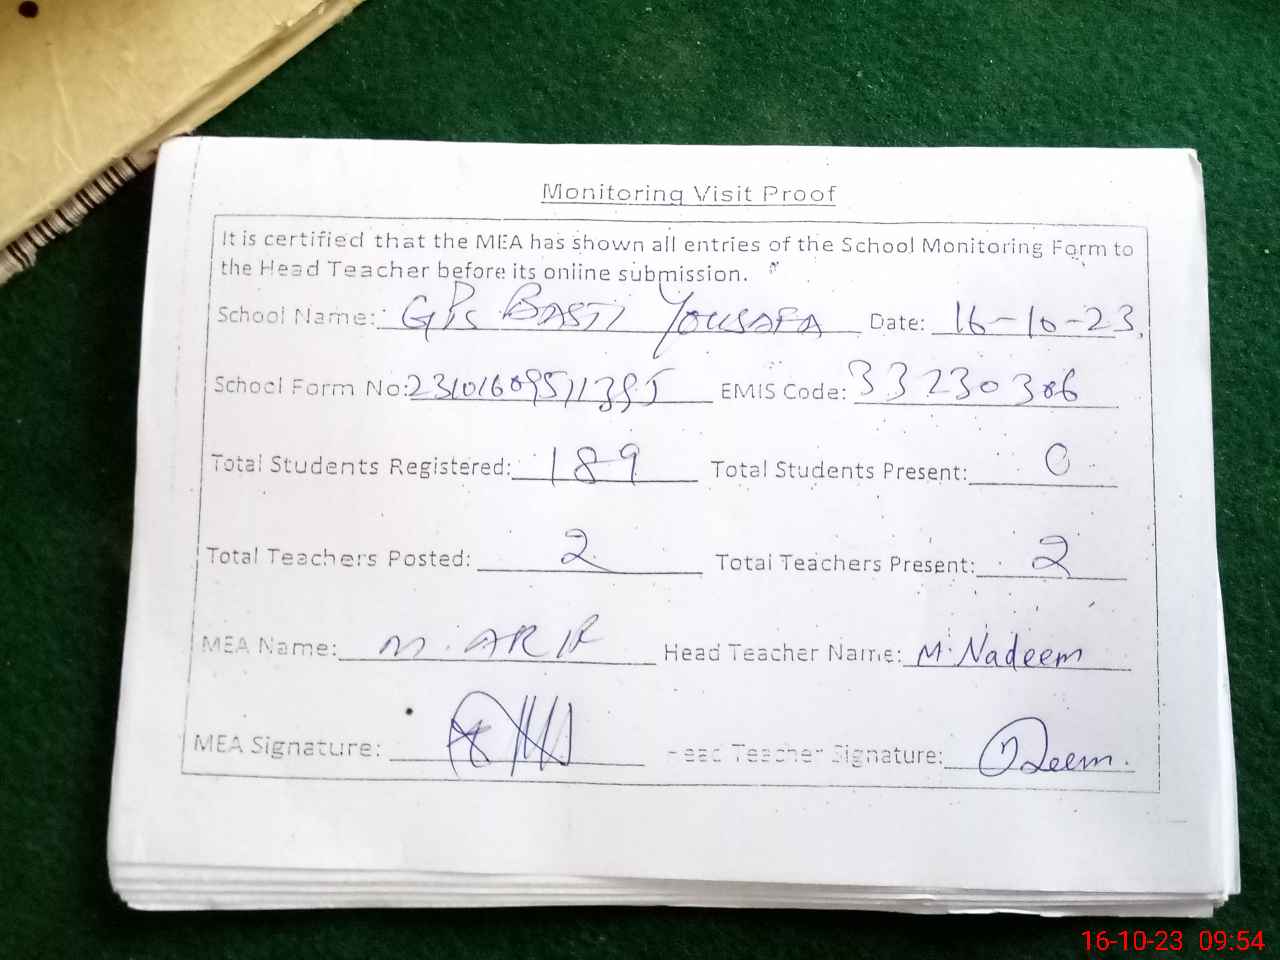 Monitoring Visit Proof
It is certified that the MEA has shown all entries of the School Monitoring Form to
the Head Teacher before its online submission.
School Name: GPS BASTI YOUSAFA Date: 16-10-23
School Form No: EMIS Code: 33230306
Total Students Registered: 189 Total Students Present: 0
Total Teachers Posted: 2 Total Teachers Present: 2
MEA Name: M. ARIF Head Teacher Name: M. Nadeem
MEA Signature: Head Teacher Signature:
16-10-23 09:54